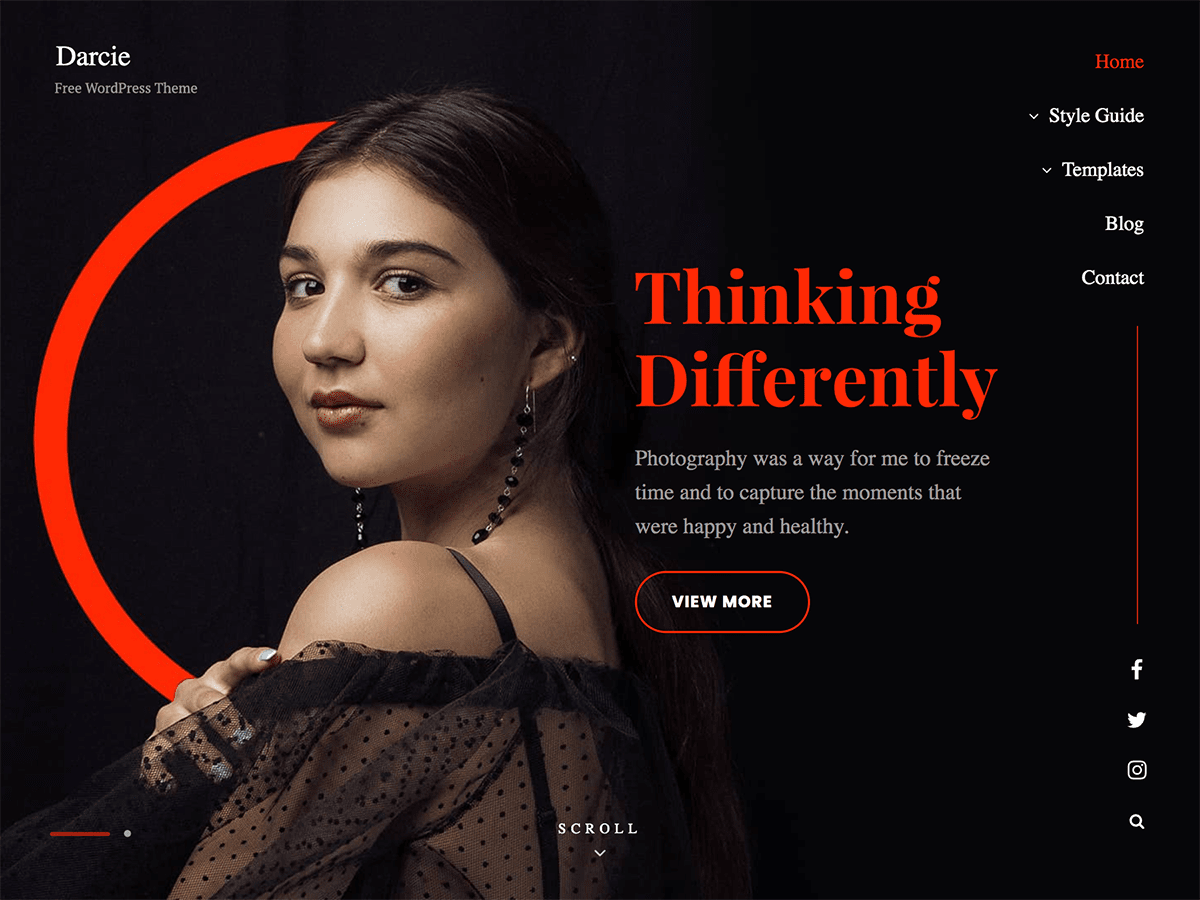 Darcie
Free WordPress Theme
Home
Style Guide
Templates
Blog
Contact
Thinking
Differently
Photography was a way for me to freeze
time and to capture the moments that
were happy and healthy.
VIEW MORE
SCROLL